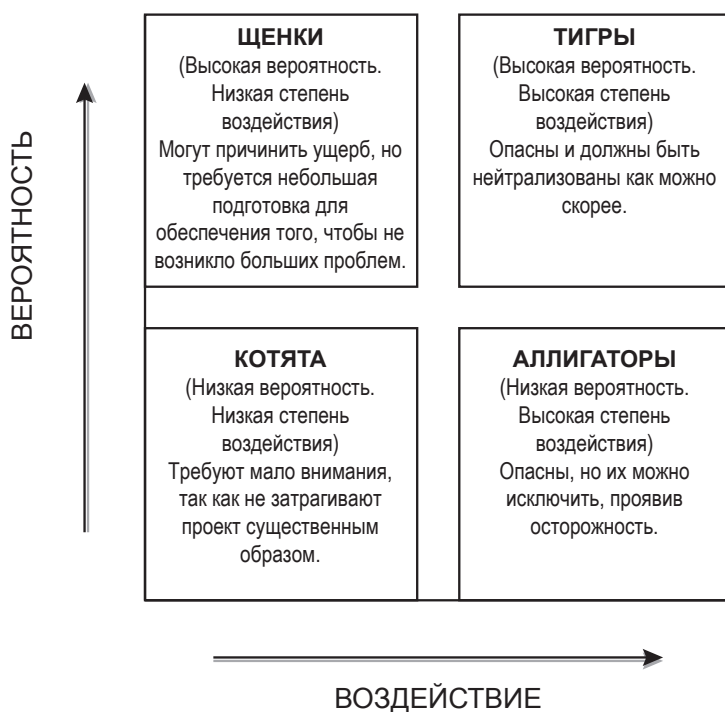 ВЕРОЯТНОСТЬ
ЩЕНКИ
(Высокая вероятность.
Низкая степень
воздействия)
Могут причинить ущерб, но
требуется небольшая
подготовка для
обеспечения того, чтобы не
возникло больших проблем.
ТИГРЫ
(Высокая вероятность.
Высокая степень
воздействия)
Опасны и должны быть
нейтрализованы как можно
скорее.
КОТЯТА
(Низкая вероятность.
Низкая степень
воздействия)
Требуют мало внимания,
так как не затрагивают
проект существенным
образом.
АЛЛИГАТОРЫ
(Низкая вероятность.
Высокая степень
воздействия)
Опасны, но их можно
исключить, проявив
осторожность.
ВОЗДЕЙСТВИЕ